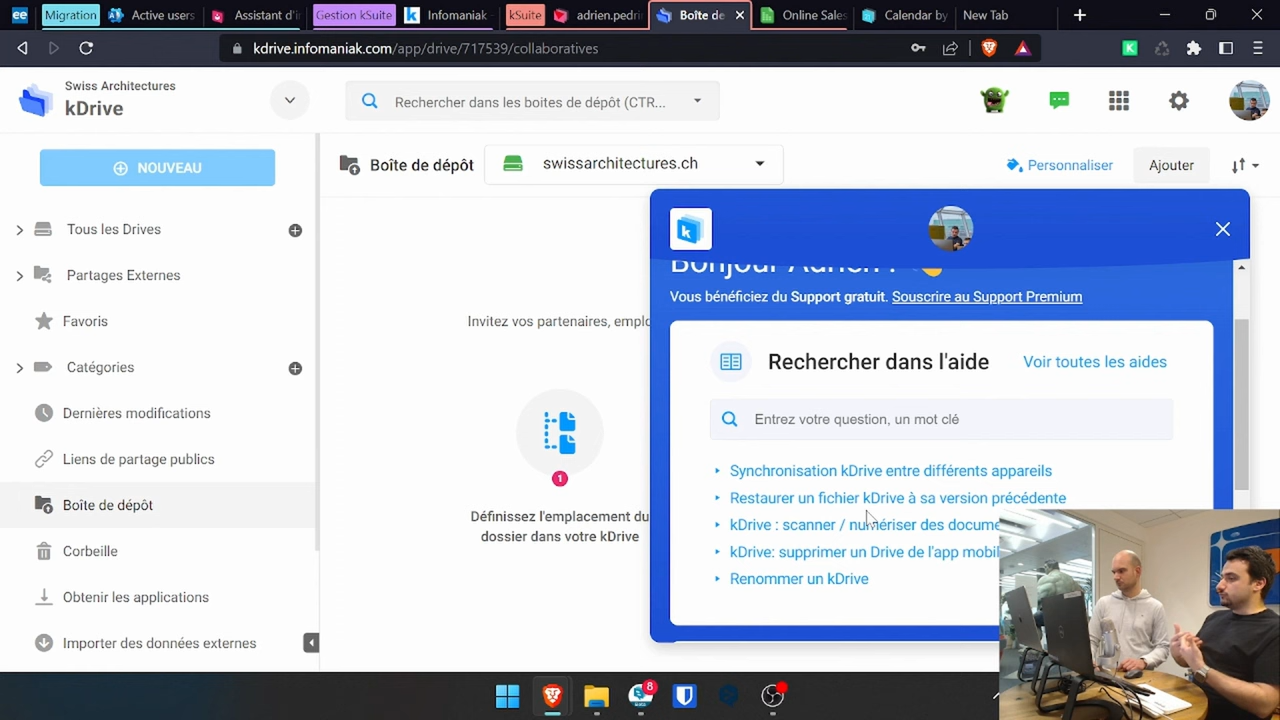 ee
Migration
Active users
Assistant d'i
Gestion kSuite
Infomaniak
kSuite
adrien.pedri
Boîte de
Online Sales
Calendar by
New Tab
kdrive.infomaniak.com/app/drive/717539/collaboratives
Swiss Architectures
kDrive
Rechercher dans les boites de dépôt (CTR...
NOUVEAU
Boîte de dépôt
swissarchitectures.ch
Personnaliser
Ajouter
Tous les Drives
Partages Externes
Favoris
Catégories
Dernières modifications
Liens de partage publics
Boîte de dépôt
Corbeille
Obtenir les applications
Importer des données externes
Invitez vos partenaires, emplo
1
Définissez l'emplacement du
dossier dans votre kDrive
k
Bonjour Adrien !
Vous bénéficiez du Support gratuit. Souscrire au Support Premium
Rechercher dans l'aide
Voir toutes les aides
Entrez votre question, un mot clé
Synchronisation kDrive entre différents appareils
Restaurer un fichier kDrive à sa version précédente
kDrive : scanner / numériser des docume
kDrive: supprimer un Drive de l'app mobil
Renommer un kDrive
8